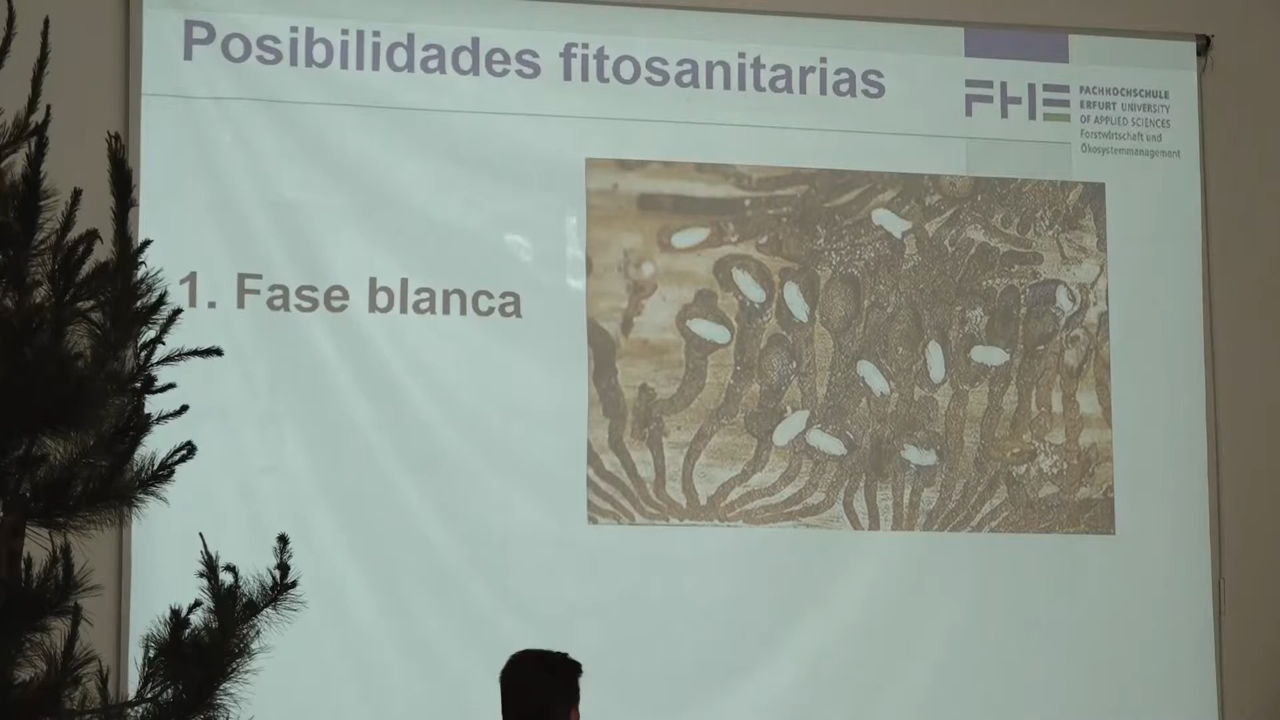 Posibilidades fitosanitarias
FHE
FACHHOCHSCHULE
ERFURT UNIVERSITY
OF APPLIED SCIENCES
Forstwirtschaft und
Ökosystemmanagement
1. Fase blanca